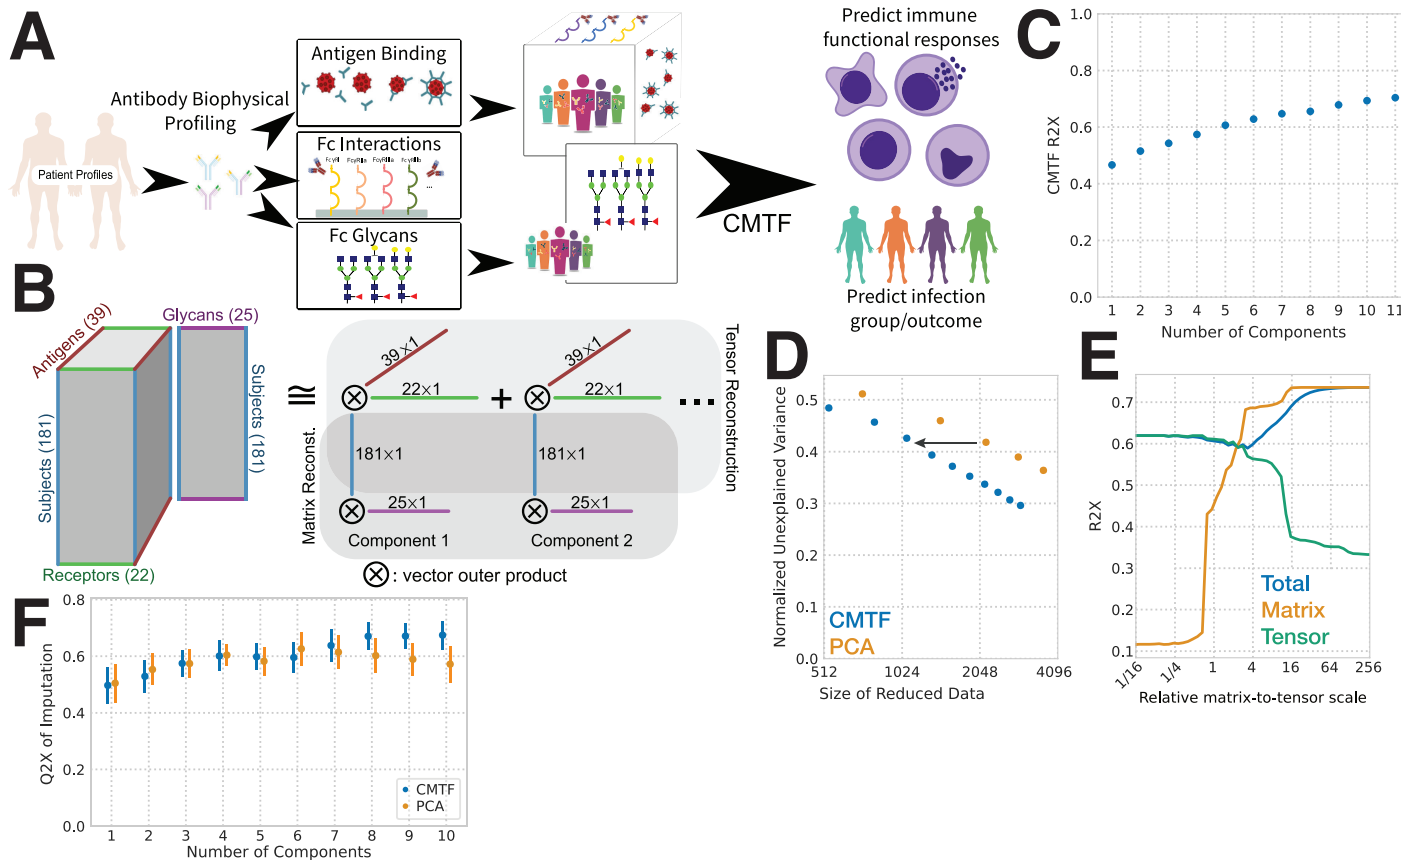 A
Patient Profiles
Antibody Biophysical
Profiling
Antigen Binding
Fc Interactions
FcγRI
FcγRIIa
FcγRIIIa
FcγRIIIb
...
Fc Glycans
CMTF
Predict immune
functional responses
Predict infection
group/outcome
B
Antigens (39)
Glycans (25)
Subjects (181)
Subjects (181)
Receptors (22)
≅
39×1
22×1
181×1
25×1
Component 1
+
39×1
22×1
181×1
25×1
Component 2
...
Matrix Reconst.
Tensor Reconstruction
⊗: vector outer product
C
CMTF R2X
1.0
0.8
0.6
0.4
0.2
0.0
1 2 3 4 5 6 7 8 9 10 11
Number of Components
D
Normalized Unexplained Variance
0.5
0.4
0.3
0.2
0.1
0.0
CMTF
PCA
512 1024 2048 4096
Size of Reduced Data
E
R2X
0.7
0.6
0.5
0.4
0.3
0.2
0.1
Total
Matrix
Tensor
1/16 1/4 1 4 16 64 256
Relative matrix-to-tensor scale
F
Q2X of Imputation
0.8
0.6
0.4
0.2
0.0
CMTF
PCA
1 2 3 4 5 6 7 8 9 10
Number of Components